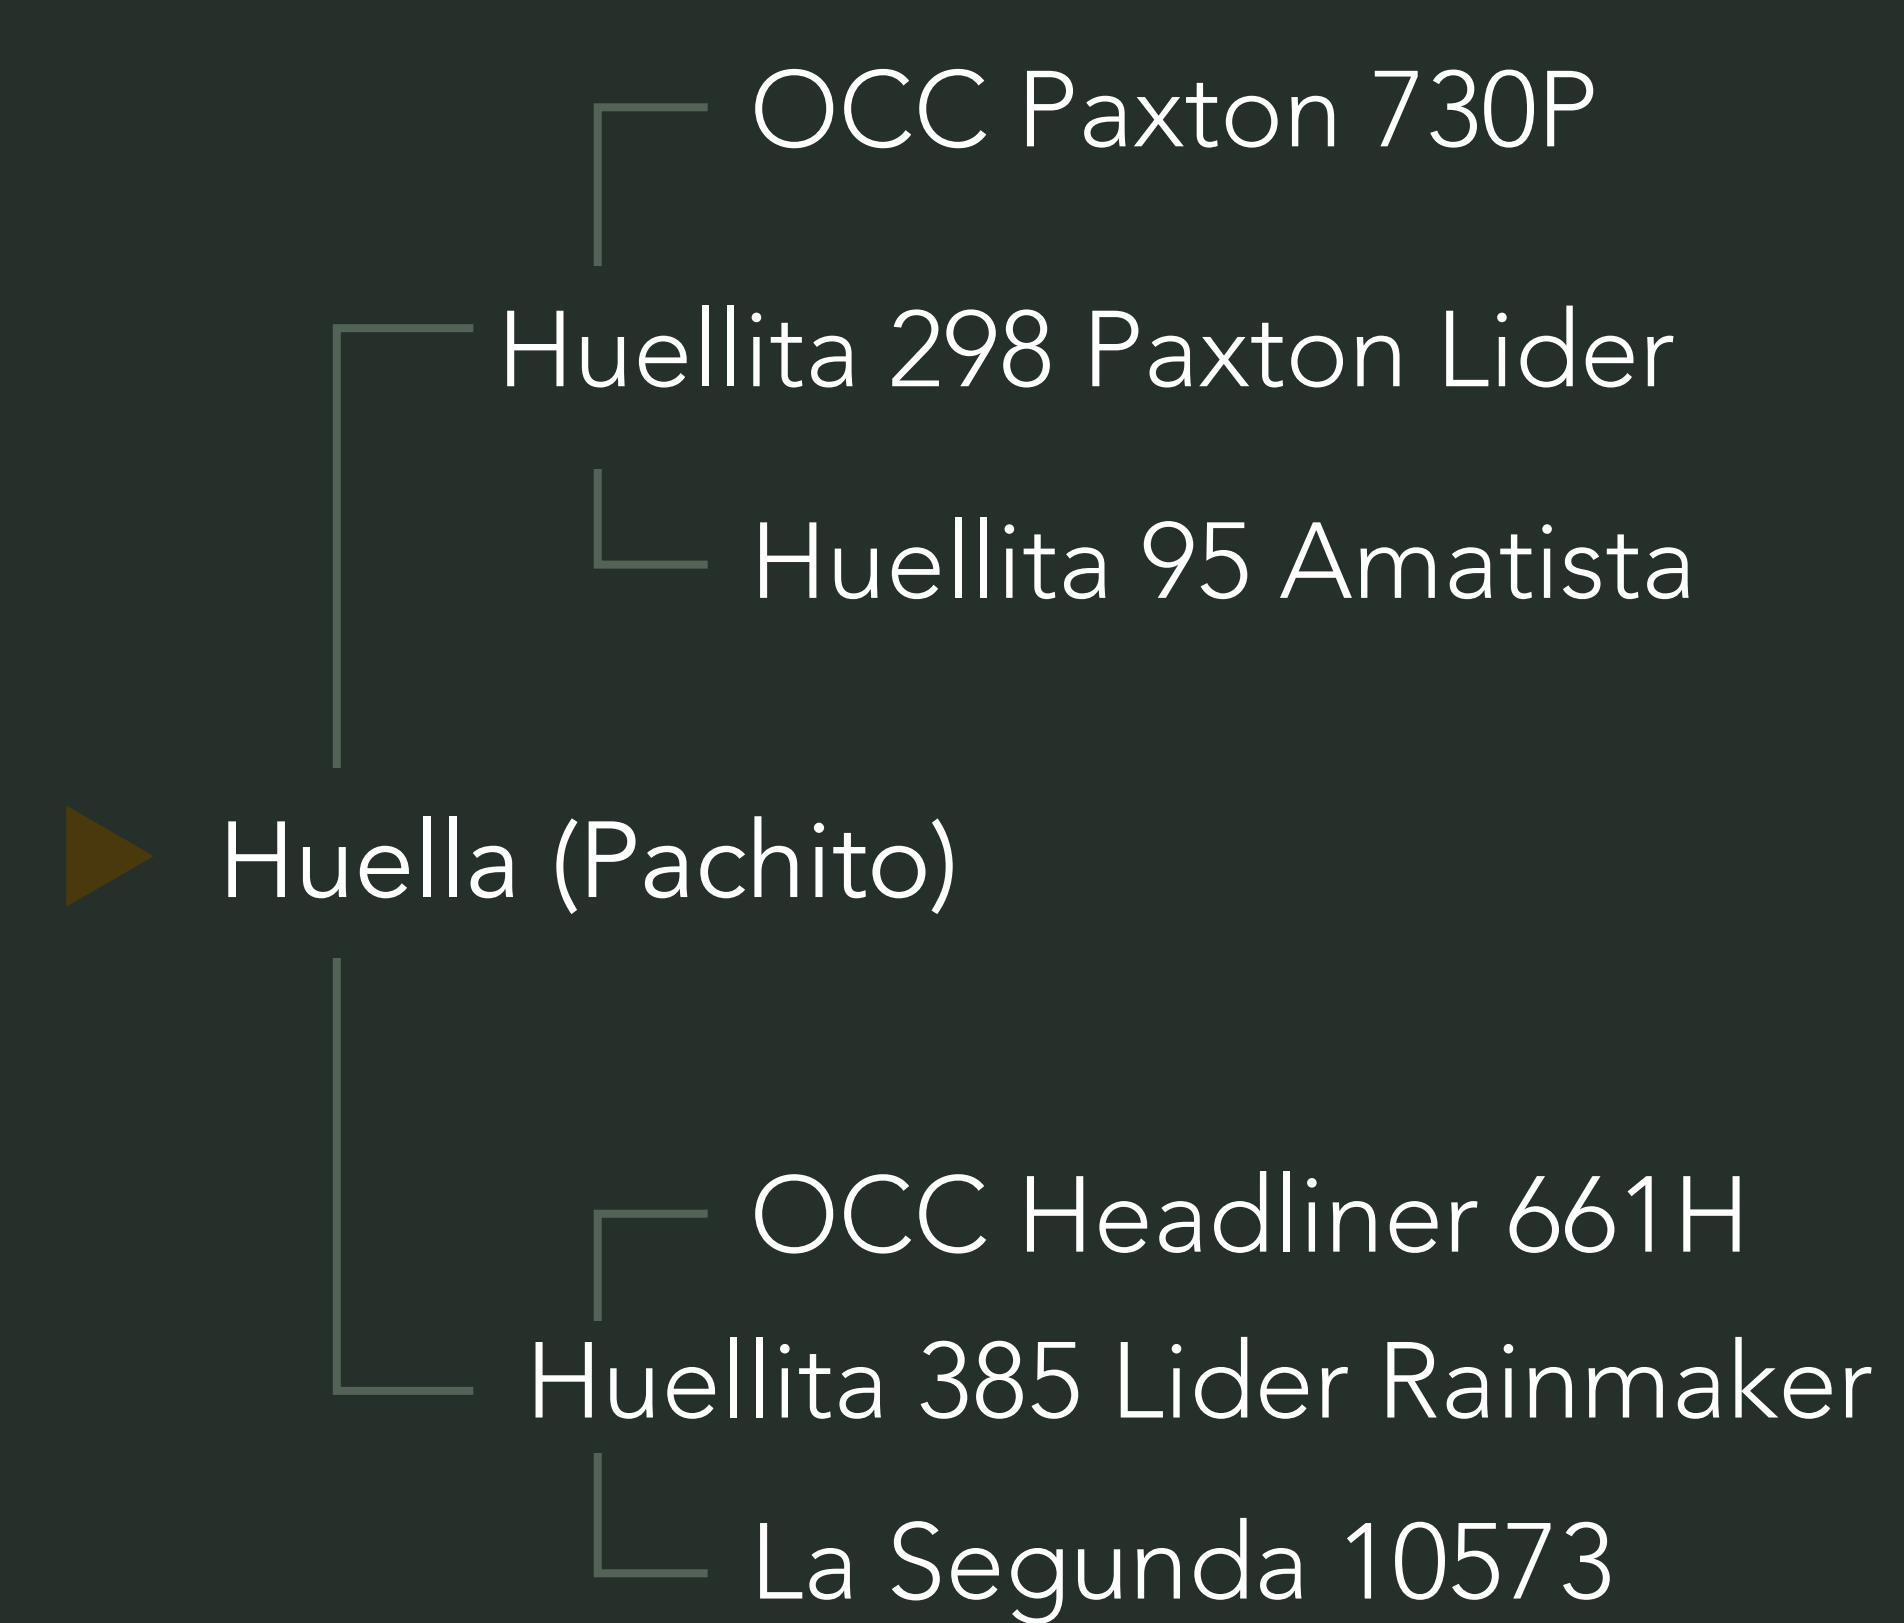 OCC Paxton 730P
Huellita 298 Paxton Lider
Huellita 95 Amatista
Huella (Pachito)
OCC Headliner 661H
Huellita 385 Lider Rainmaker
La Segunda 10573